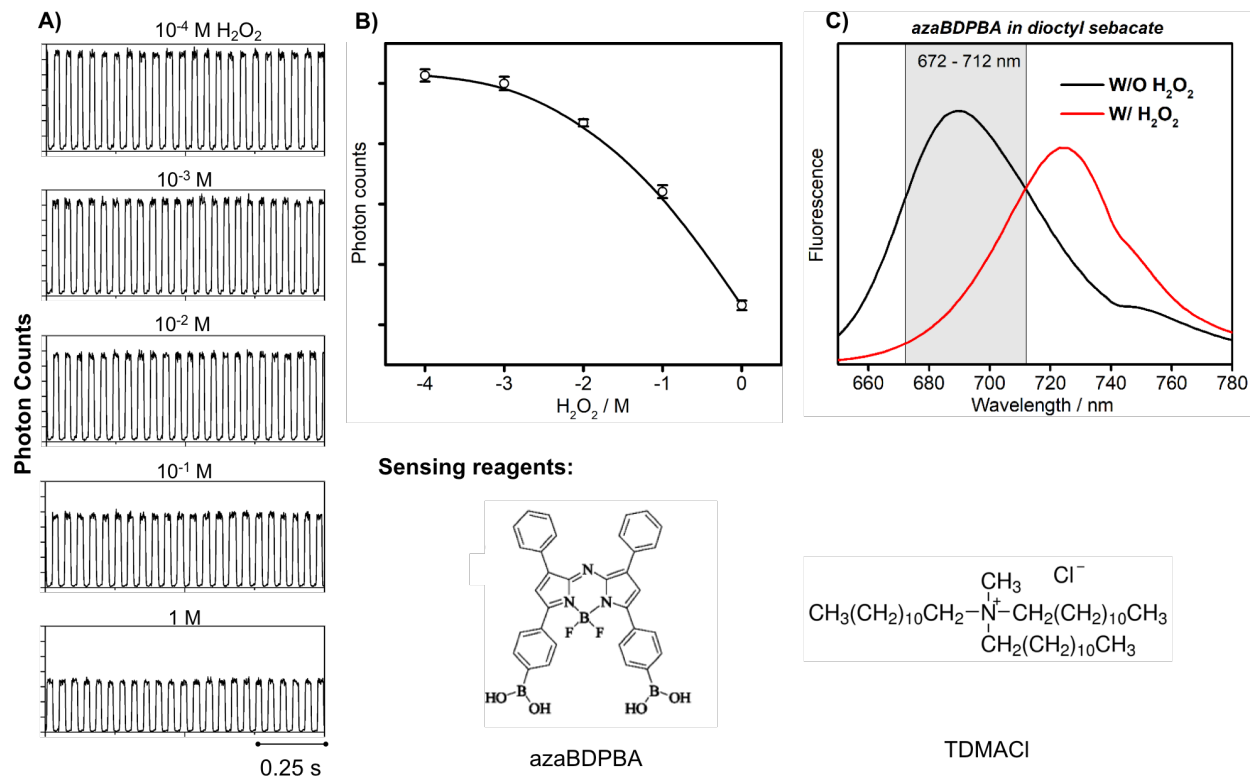 A)
10⁻⁴ M H₂O₂
10⁻³ M
10⁻² M
10⁻¹ M
1 M
Photon Counts
0.25 s
B)
Photon counts
-4 -3 -2 -1 0
H₂O₂ / M
C)
azaBDPBA in dioctyl sebacate
672 - 712 nm
W/O H₂O₂
W/ H₂O₂
Fluorescence
660 680 700 720 740 760 780
Wavelength / nm
Sensing reagents:
N
N N
B
F F
B B
HO OH HO OH
azaBDPBA
CH₃ Cl⁻
CH₃(CH₂)₁₀CH₂–N⁺–CH₂(CH₂)₁₀CH₃
CH₂(CH₂)₁₀CH₃
TDMACl